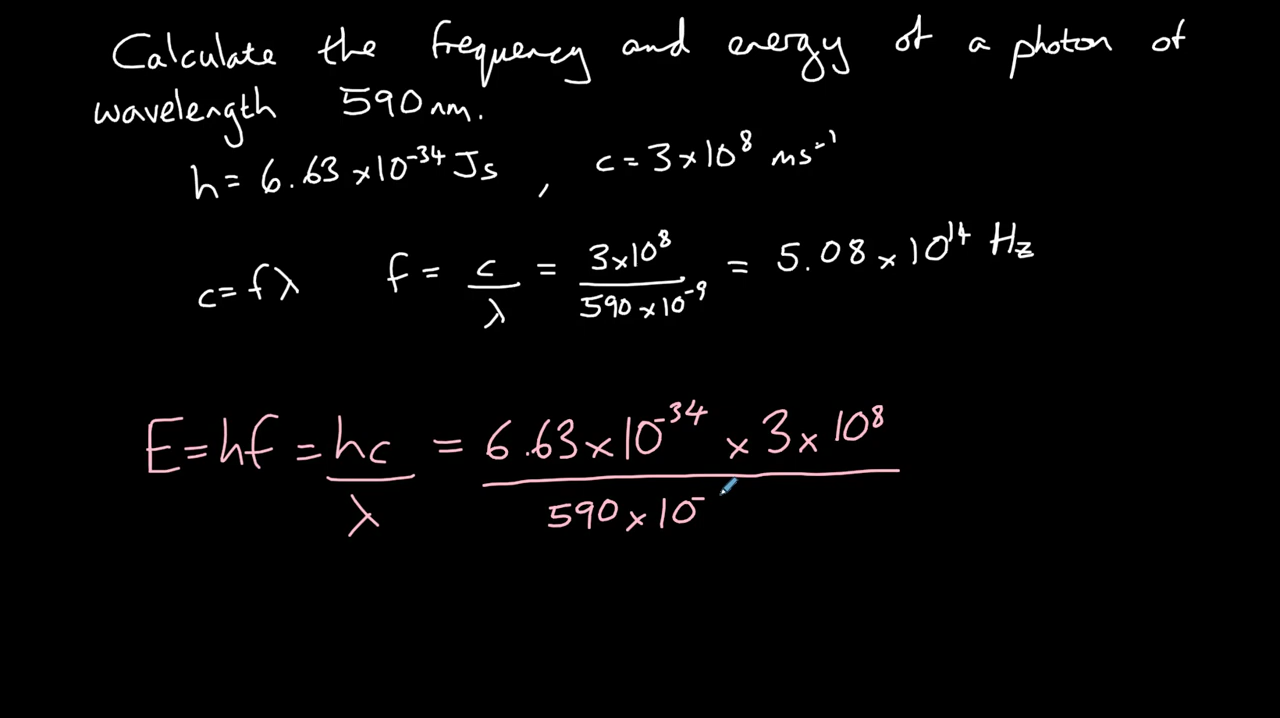 Calculate the frequency and energy of a photon of
wavelength 590nm.
h = 6.63 ×10⁻³⁴ Js , c = 3×10⁸ ms⁻¹
c = fλ f = c/λ = 3×10⁸/590×10⁻⁹ = 5.08 × 10¹⁴ Hz
E = hf = hc/λ = 6.63×10⁻³⁴ × 3×10⁸/590×10⁻